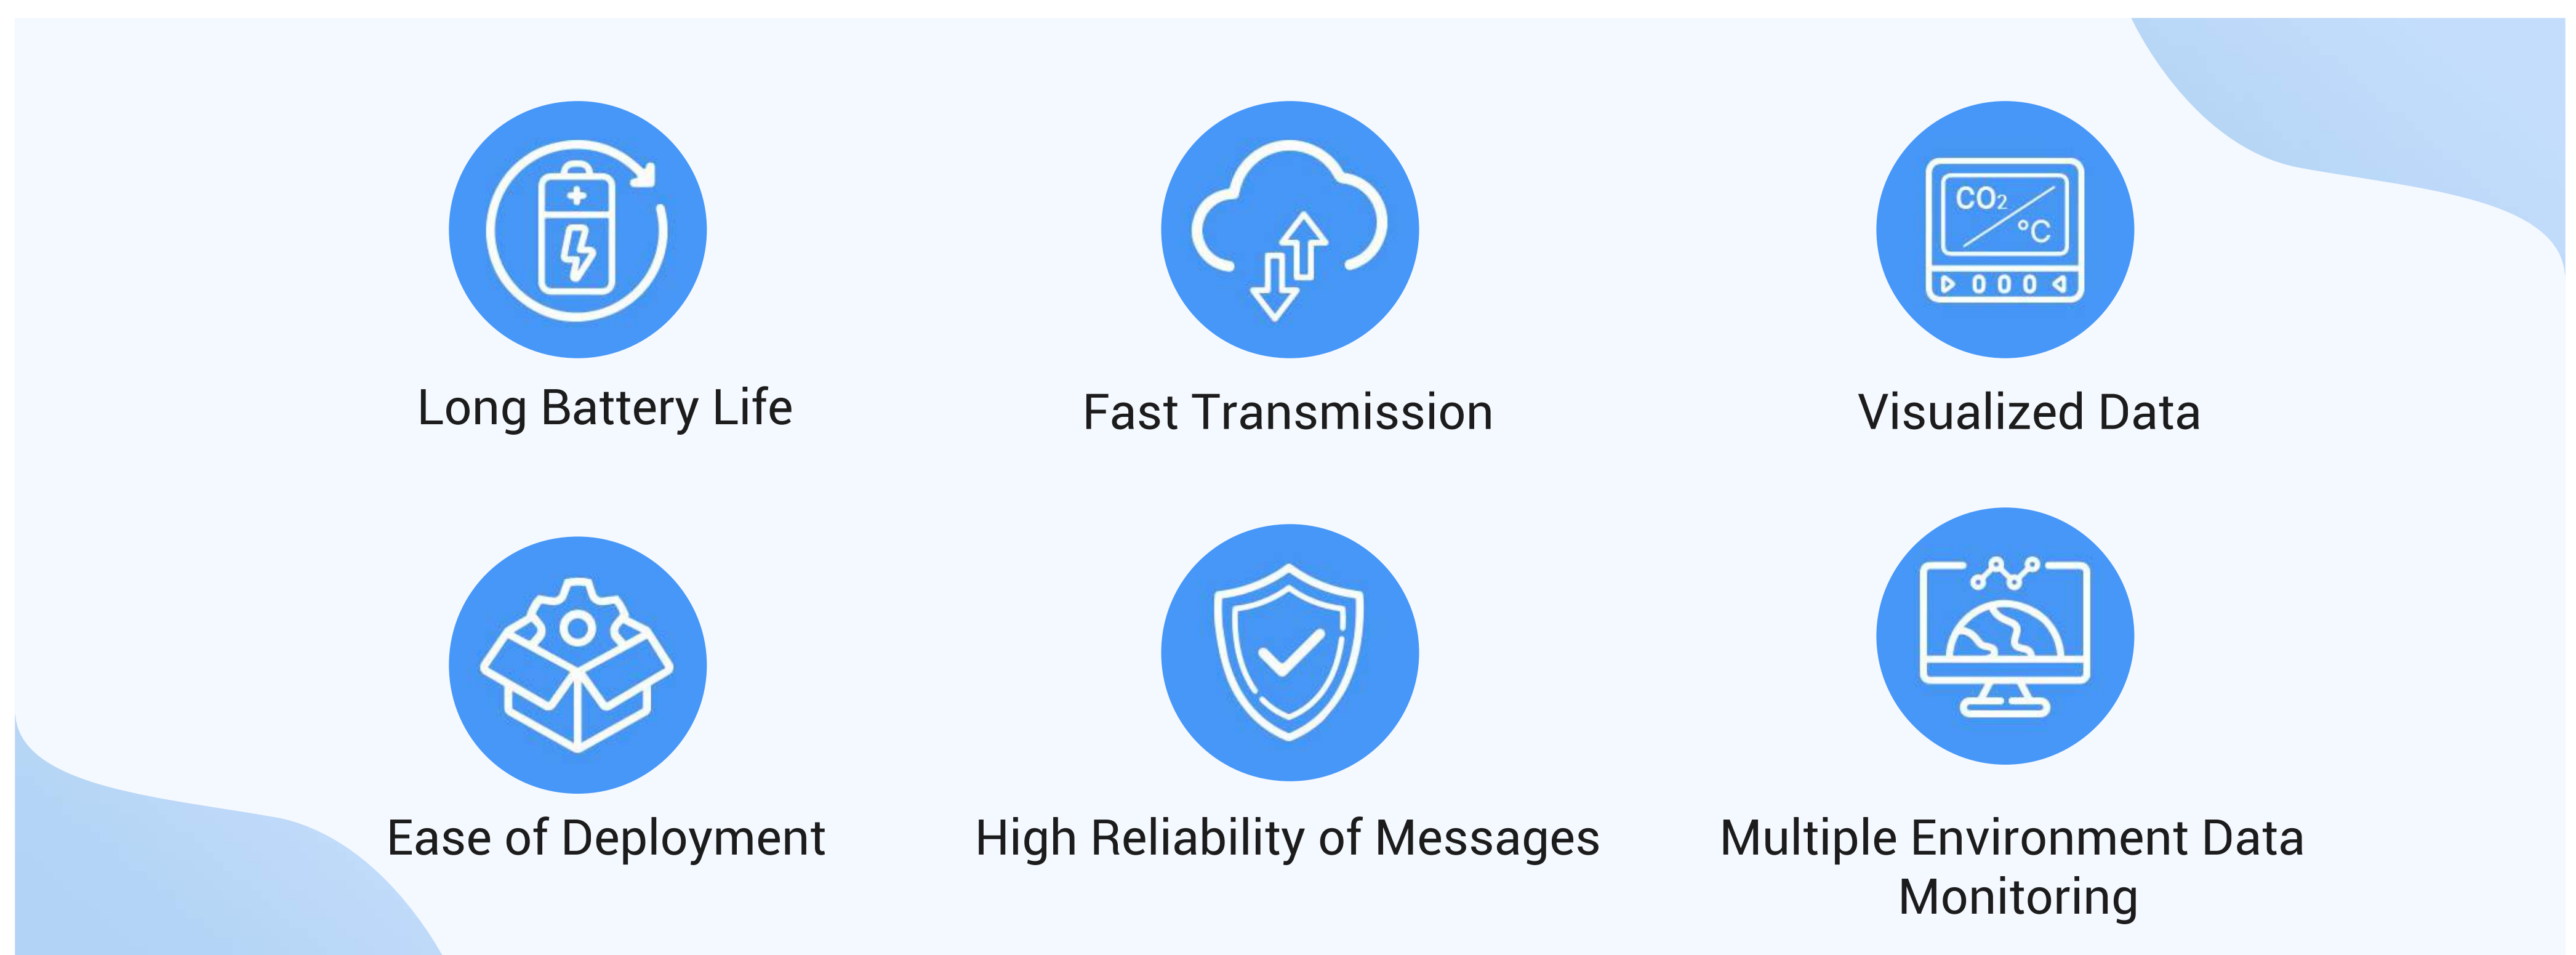 CO₂
°C
Long Battery Life
Fast Transmission
Visualized Data
Ease of Deployment
High Reliability of Messages
Multiple Environment Data
Monitoring